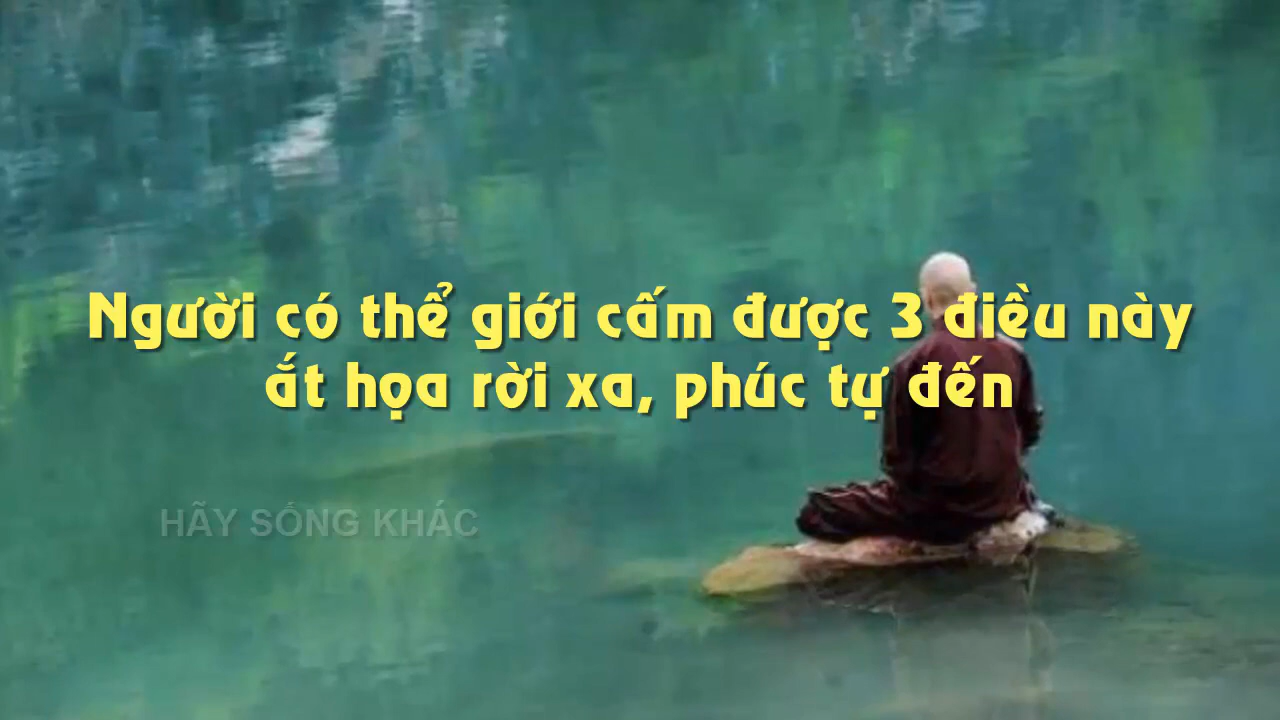 Người có thể giới cấm được 3 điều này
ắt họa rời xa, phúc tự đến
HÃY SỐNG KHÁC